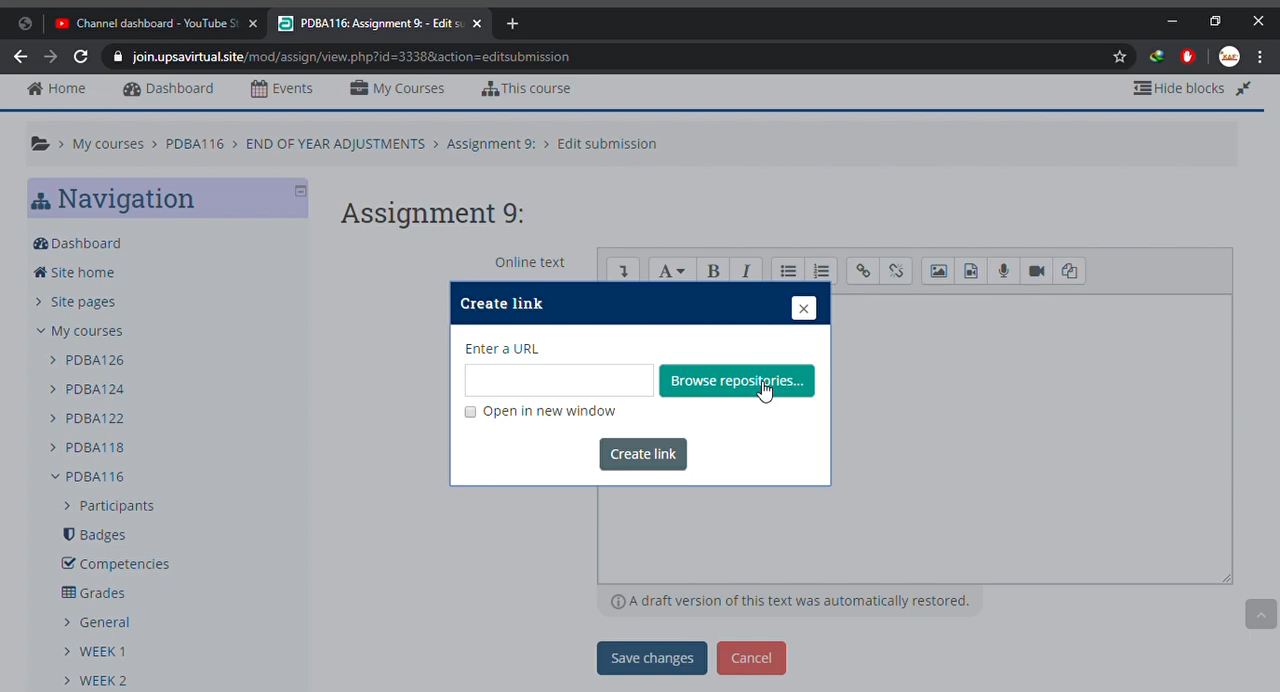 Channel dashboard - YouTube St
PDBA116: Assignment 9: - Edit su
join.upsavirtual.site/mod/assign/view.php?id=3338&action=editsubmission
Home Dashboard Events My Courses This course Hide blocks
My courses > PDBA116 > END OF YEAR ADJUSTMENTS > Assignment 9: > Edit submission
Navigation
Dashboard
Site home
> Site pages
My courses
> PDBA126
> PDBA124
> PDBA122
> PDBA118
PDBA116
> Participants
Badges
Competencies
Grades
> General
> WEEK 1
> WEEK 2
Assignment 9:
Online text
A B I
Create link
Enter a URL
Browse repositories...
Open in new window
Create link
A draft version of this text was automatically restored.
Save changes Cancel